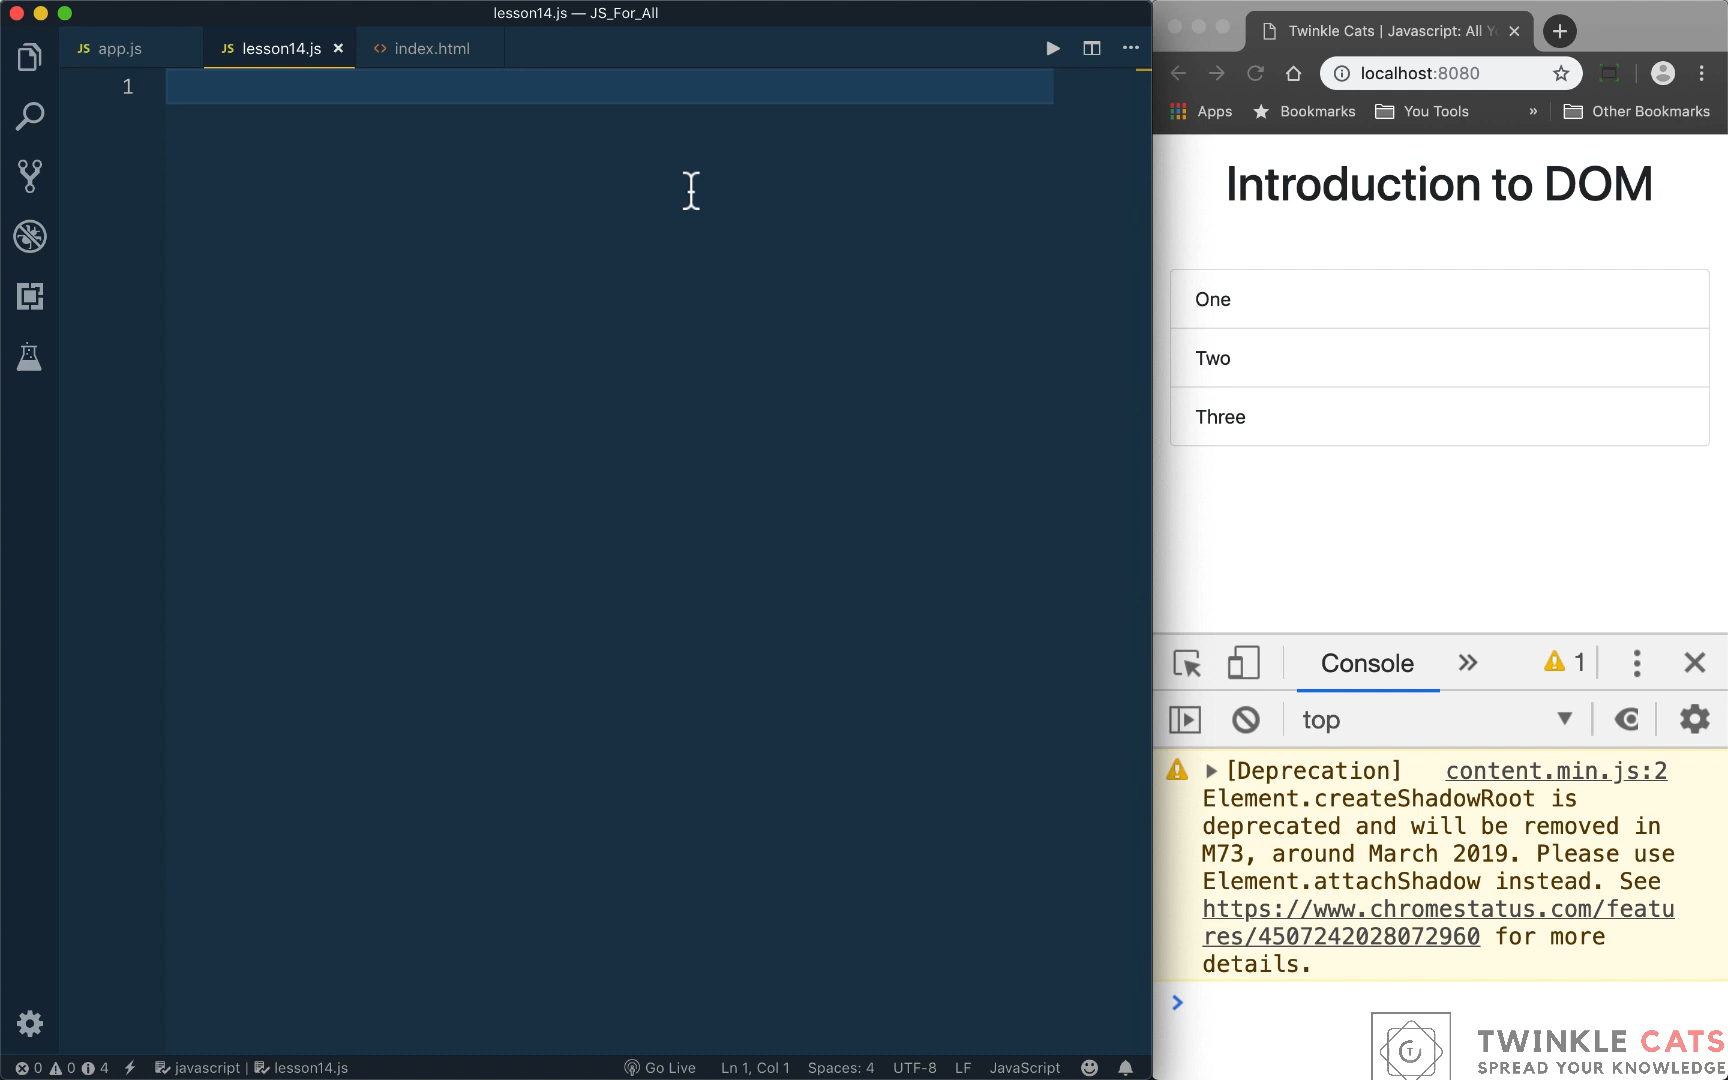 lesson14.js — JS_For_All
JS app.js
JS lesson14.js
<> index.html
1
Twinkle Cats | Javascript: All Y
localhost:8080
Apps
Bookmarks
You Tools
»
Other Bookmarks
Introduction to DOM
One
Two
Three
Console
1
top
[Deprecation] content.min.js:2
Element.createShadowRoot is
deprecated and will be removed in
M73, around March 2019. Please use
Element.attachShadow instead. See
https://www.chromestatus.com/featu
res/4507242028072960 for more
details.
TWINKLE CATS
SPREAD YOUR KNOWLEDGE
0 0 4 javascript | lesson14.js Go Live Ln 1, Col 1 Spaces: 4 UTF-8 LF JavaScript